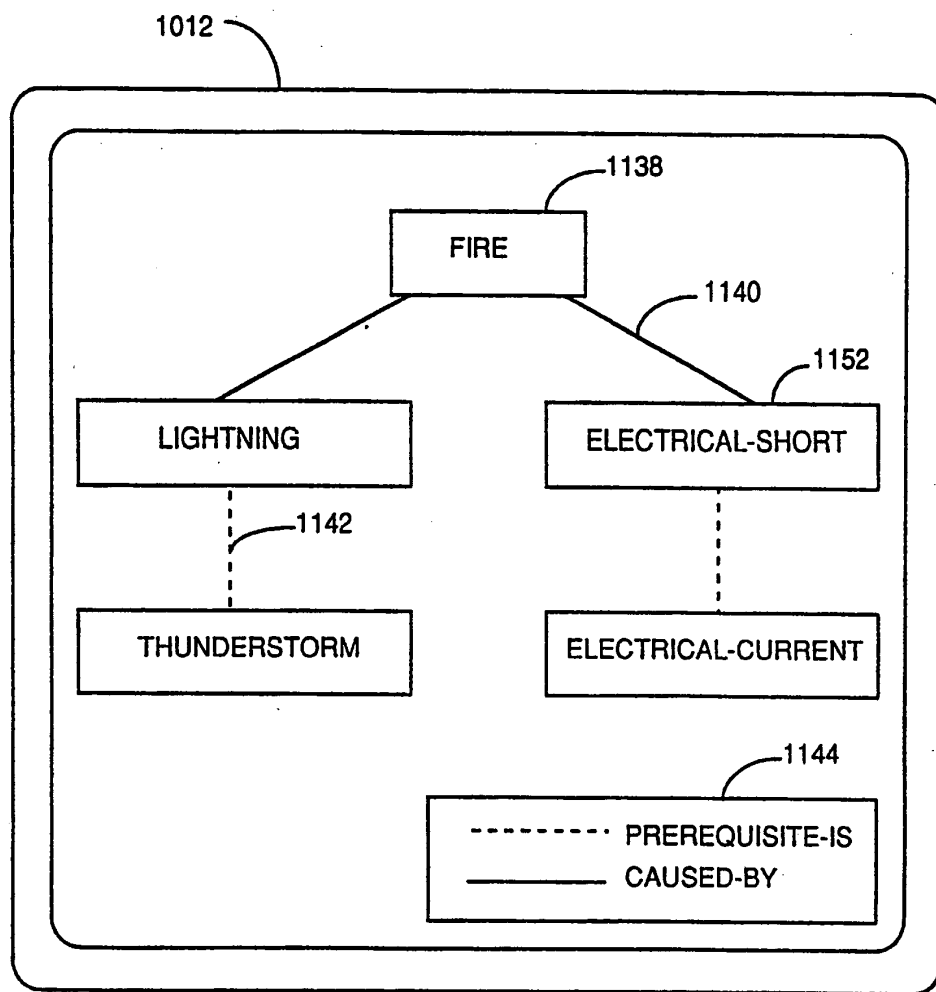 1012
1138
FIRE
1140
1152
LIGHTNING
ELECTRICAL-SHORT
1142
THUNDERSTORM
ELECTRICAL-CURRENT
1144
PREREQUISITE-IS
CAUSED-BY